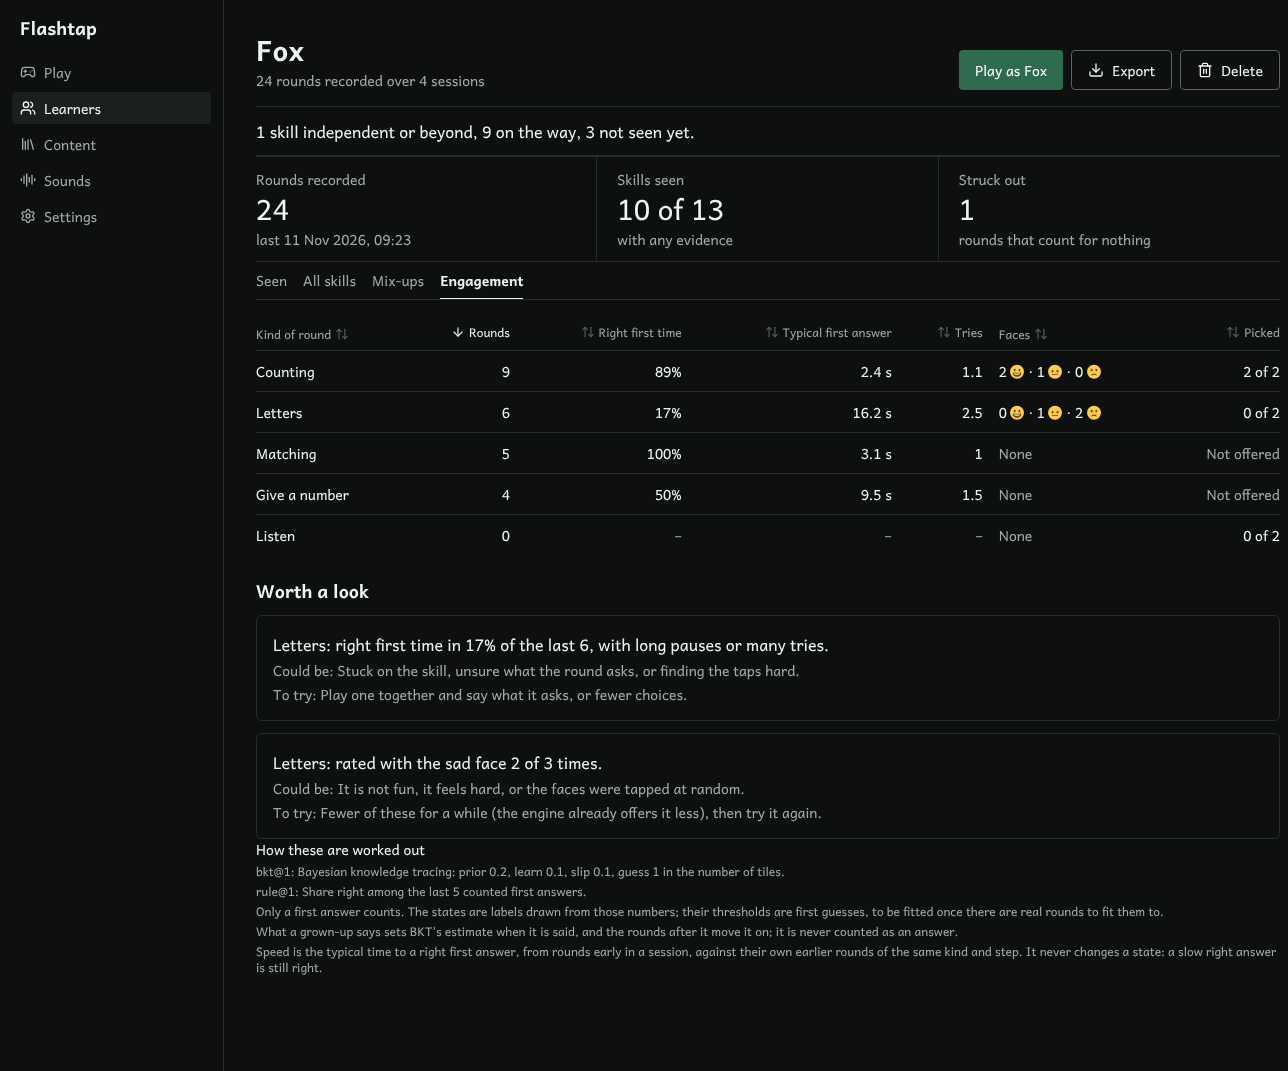 Flashtap
Play
Learners
Content
Sounds
Settings
Fox
24 rounds recorded over 4 sessions
Play as Fox
Export
Delete
1 skill independent or beyond, 9 on the way, 3 not seen yet.
Rounds recorded
24
last 11 Nov 2026, 09:23
Skills seen
10 of 13
with any evidence
Struck out
1
rounds that count for nothing
Seen All skills Mix-ups Engagement
Kind of round Rounds Right first time Typical first answer Tries Faces Picked
Counting 9 89% 2.4 s 1.1 2 😀 · 1 😐 · 0 🙁 2 of 2
Letters 6 17% 16.2 s 2.5 0 😀 · 1 😐 · 2 🙁 0 of 2
Matching 5 100% 3.1 s 1 None Not offered
Give a number 4 50% 9.5 s 1.5 None Not offered
Listen 0 – – – None 0 of 2
Worth a look
Letters: right first time in 17% of the last 6, with long pauses or many tries.
Could be: Stuck on the skill, unsure what the round asks, or finding the taps hard.
To try: Play one together and say what it asks, or fewer choices.
Letters: rated with the sad face 2 of 3 times.
Could be: It is not fun, it feels hard, or the faces were tapped at random.
To try: Fewer of these for a while (the engine already offers it less), then try it again.
How these are worked out
bkt@1: Bayesian knowledge tracing: prior 0.2, learn 0.1, slip 0.1, guess 1 in the number of tiles.
rule@1: Share right among the last 5 counted first answers.
Only a first answer counts. The states are labels drawn from those numbers; their thresholds are first guesses, to be fitted once there are real rounds to fit them to.
What a grown-up says sets BKT's estimate when it is said, and the rounds after it move it on; it is never counted as an answer.
Speed is the typical time to a right first answer, from rounds early in a session, against their own earlier rounds of the same kind and step. It never changes a state: a slow right answer
is still right.